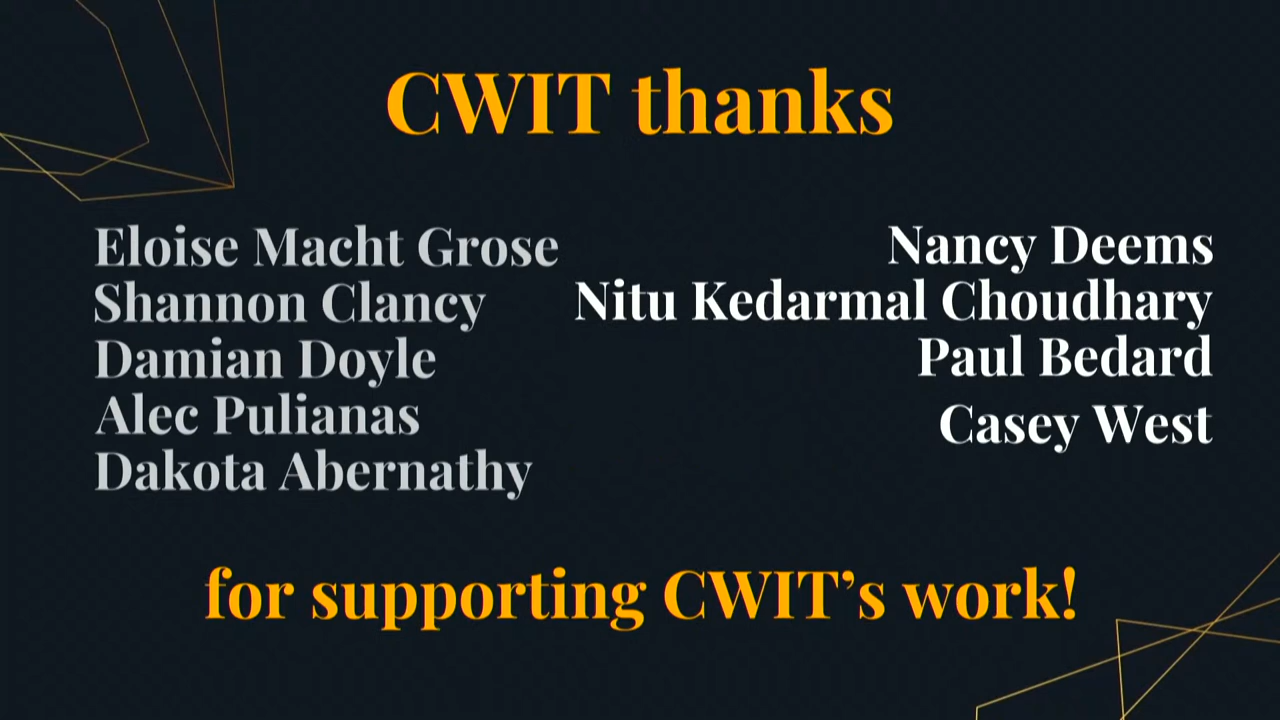 CWIT thanks
Eloise Macht Grose
Shannon Clancy
Damian Doyle
Alec Pulianas
Dakota Abernathy
Nancy Deems
Nitu Kedarmal Choudhary
Paul Bedard
Casey West
for supporting CWIT’s work!